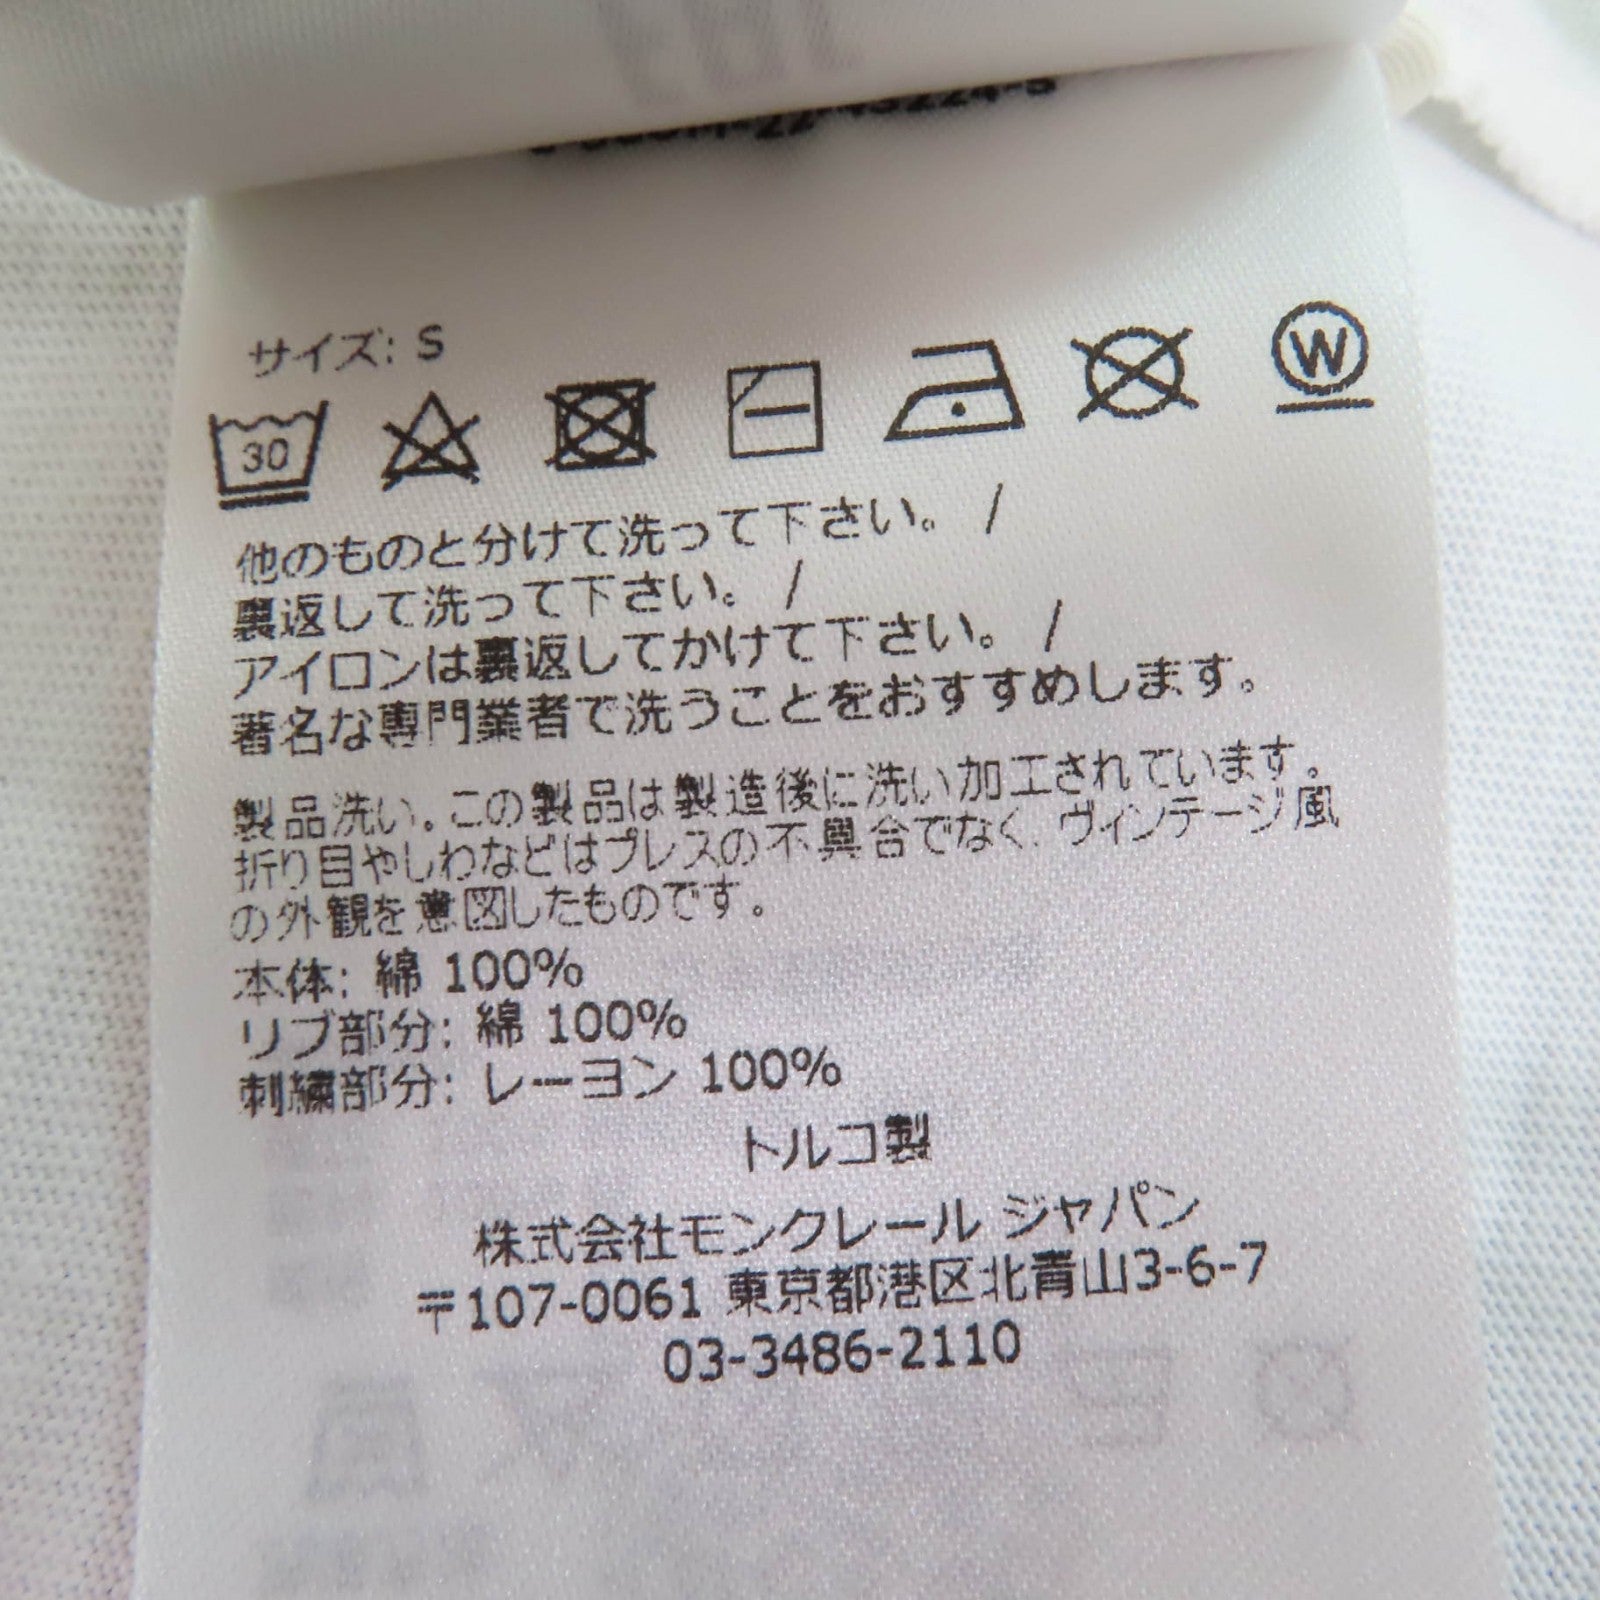 サイズ: S
30
W
他のものと分けて洗って下さい。 /
裏返して洗って下さい。 /
アイロンは裏返してかけて下さい。 /
著名な専門業者で洗うことをおすすめします。
製品洗い。この製品は製造後に洗い加工されています。
折り目やしわなどはプレスの不具合でなく、ヴィンテージ風
の外観を意図したものです。
本体: 綿 100%
リブ部分: 綿 100%
刺繍部分: レーヨン 100%
トルコ製
株式会社モンクレール ジャパン
〒107-0061 東京都港区北青山3-6-7
03-3486-2110